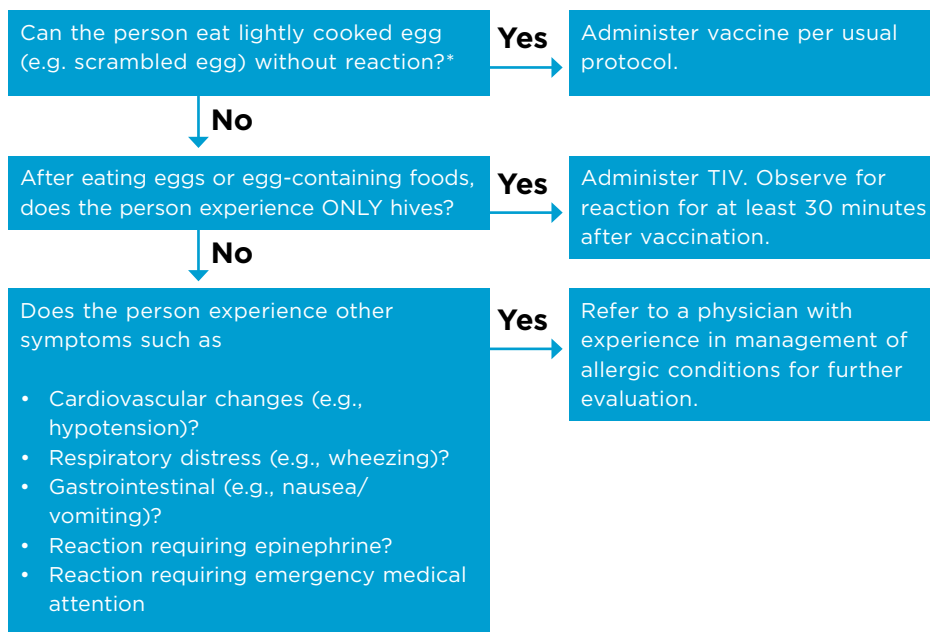 Can the person eat lightly cooked egg
(e.g. scrambled egg) without reaction?*
Yes
Administer vaccine per usual
protocol.
No
After eating eggs or egg-containing foods,
does the person experience ONLY hives?
Yes
Administer TIV. Observe for
reaction for at least 30 minutes
after vaccination.
No
Does the person experience other
symptoms such as
• Cardiovascular changes (e.g.,
hypotension)?
• Respiratory distress (e.g., wheezing)?
• Gastrointestinal (e.g., nausea/
vomiting)?
• Reaction requiring epinephrine?
• Reaction requiring emergency medical
attention
Yes
Refer to a physician with
experience in management of
allergic conditions for further
evaluation.